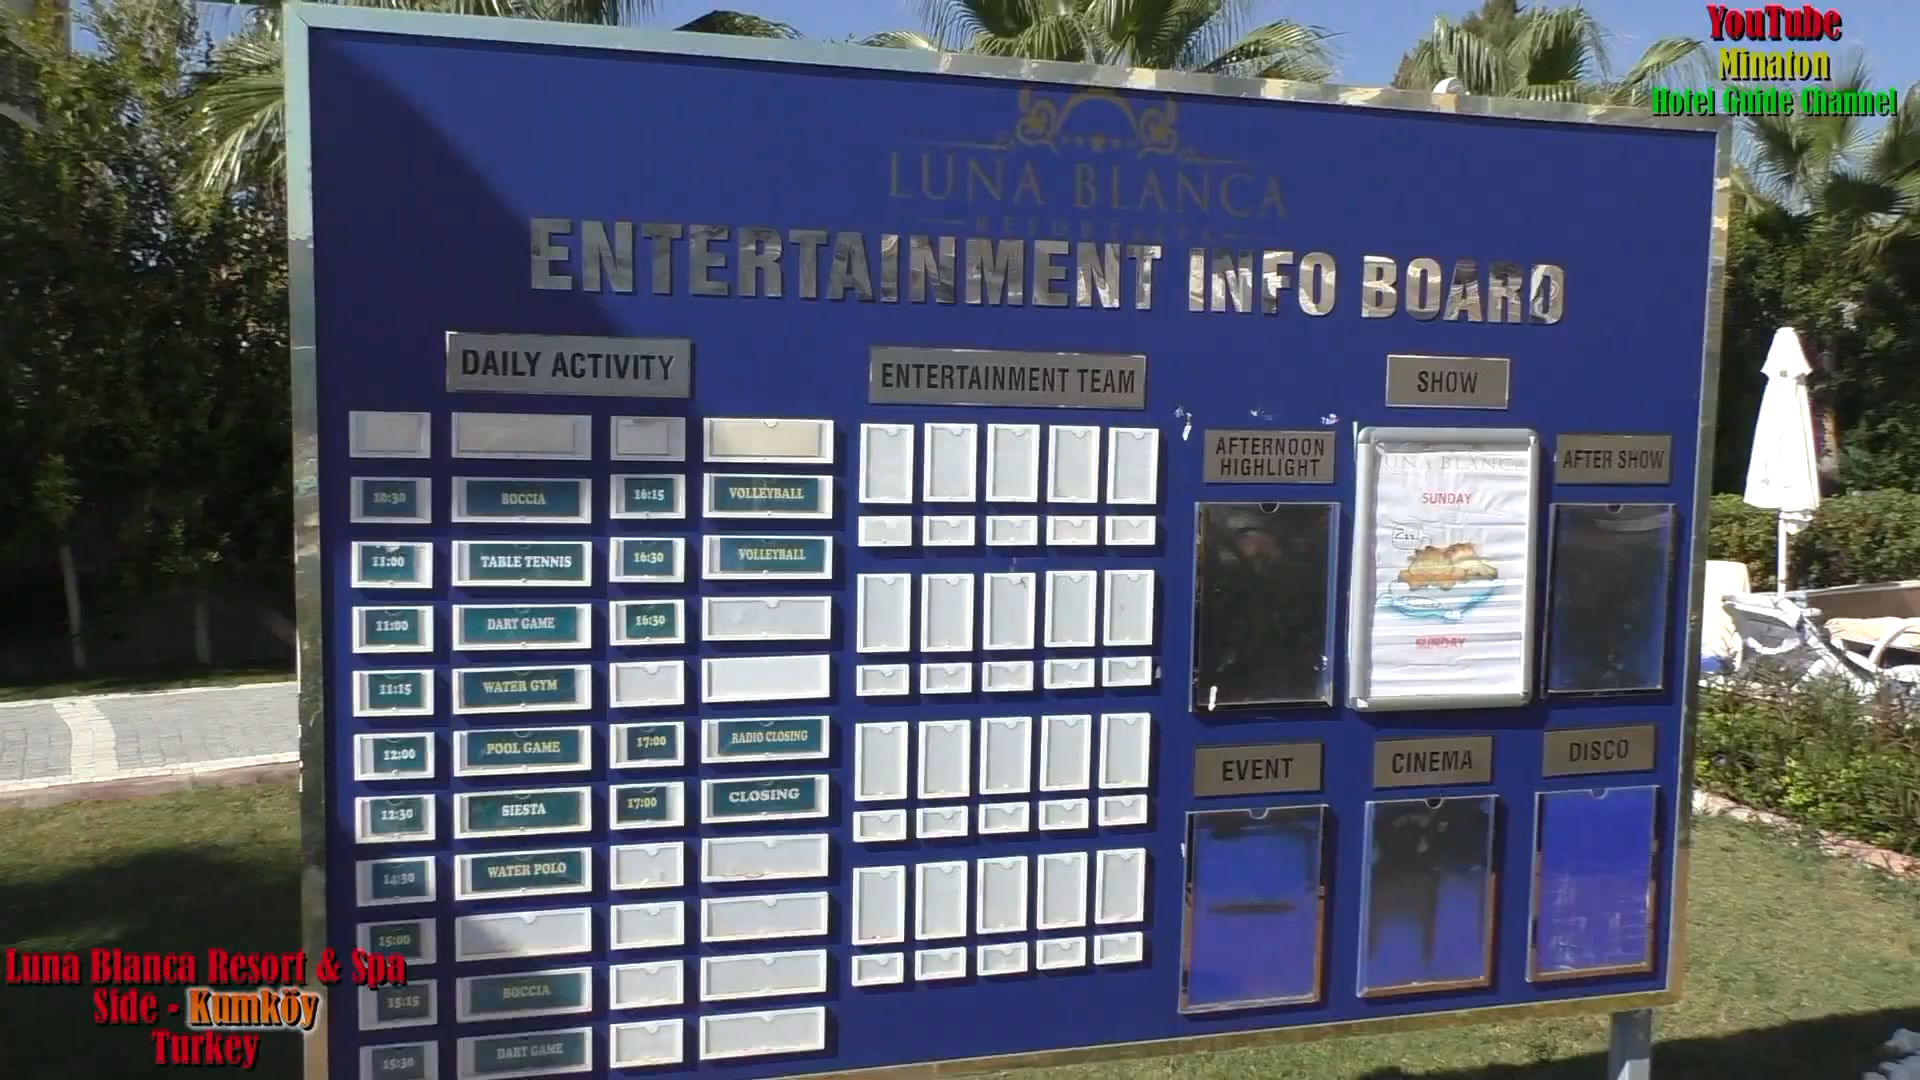 YouTube
Minaton
Hotel Guide Channel
LUNA BLANCA
RESORT & SPA
ENTERTAINMENT INFO BOARD
DAILY ACTIVITY
10:30 BOCCIA 16:15 VOLLEYBALL
11:00 TABLE TENNIS 16:30 VOLLEYBALL
11:00 DART GAME 16:30
11:15 WATER GYM
12:00 POOL GAME 17:00 RADIO CLOSING
12:30 SIESTA 17:00 CLOSING
14:30 WATER POLO
15:00
15:15 BOCCIA
15:30 DART GAME
ENTERTAINMENT TEAM
SHOW
AFTERNOON
HIGHLIGHT
LUNA BLANCA
SUNDAY
SUNDAY
AFTER SHOW
EVENT
CINEMA
DISCO
Luna Blanca Resort & Spa
Side - Kumköy
Turkey